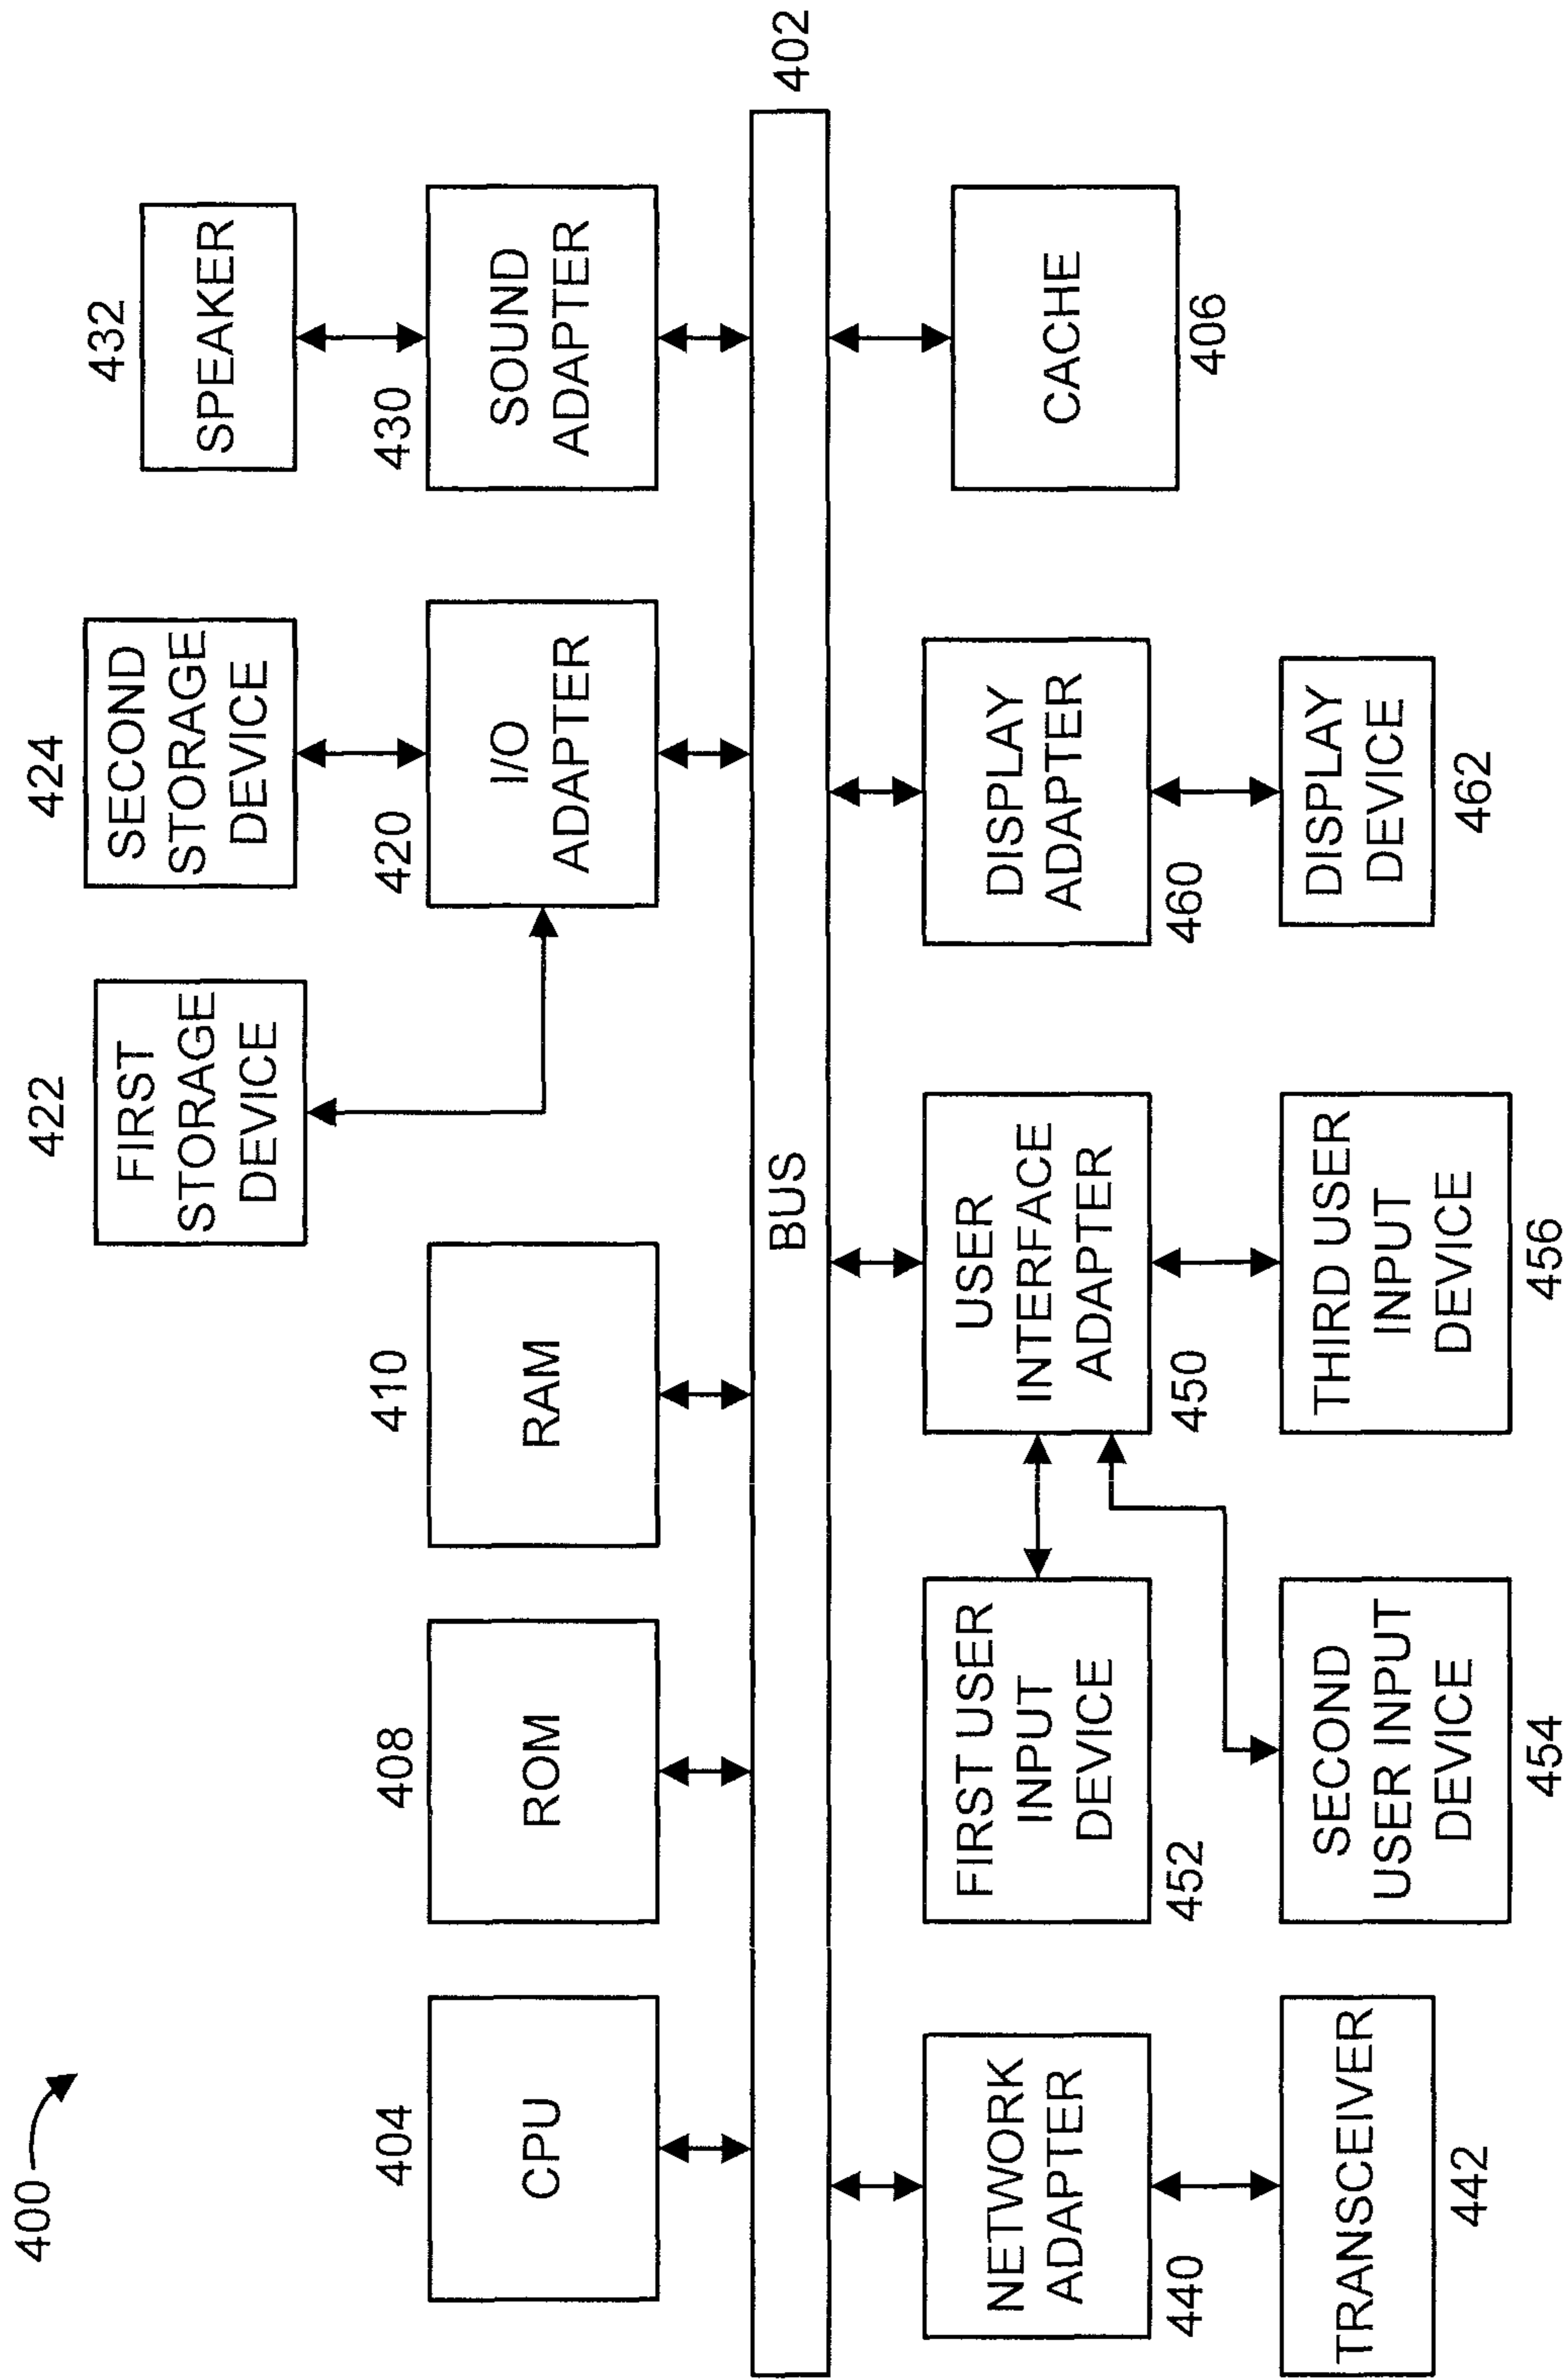 400
404
CPU
408
ROM
410
RAM
422
FIRST
STORAGE
DEVICE
424
SECOND
STORAGE
DEVICE
420
I/O
ADAPTER
432
SPEAKER
430
SOUND
ADAPTER
BUS
402
NETWORK
ADAPTER
440
TRANSCEIVER
442
FIRST USER
INPUT
DEVICE
452
SECOND
USER INPUT
DEVICE
454
USER
INTERFACE
ADAPTER
450
THIRD USER
INPUT
DEVICE
456
DISPLAY
ADAPTER
460
DISPLAY
DEVICE
462
CACHE
406